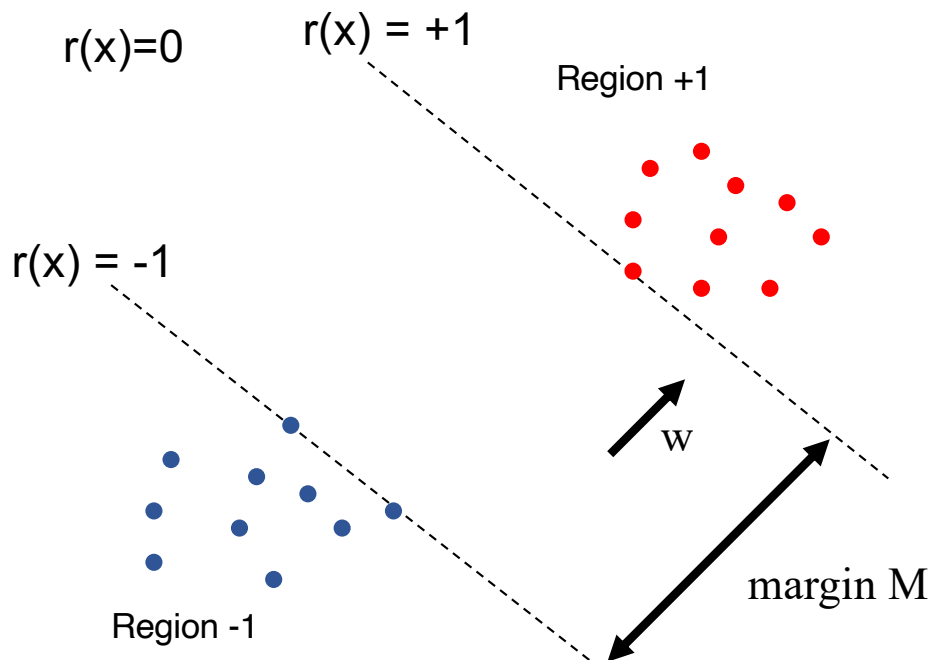 r(x)=0
r(x) = +1
Region +1
r(x) = -1
w
margin M
Region -1